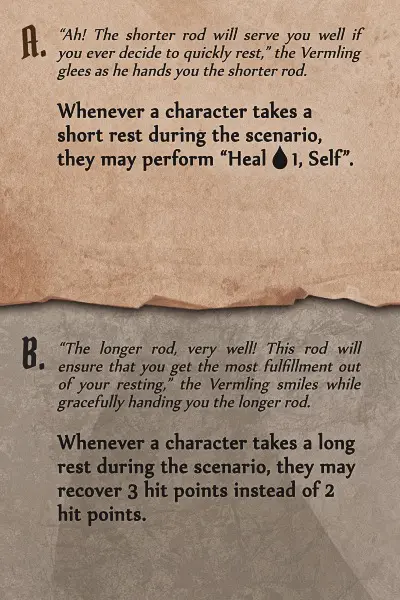 A.
“Ah! The shorter rod will serve you well if
you ever decide to quickly rest,” the Vermling
glees as he hands you the shorter rod.
Whenever a character takes a
short rest during the scenario,
they may perform “Heal 1, Self”.
B.
“The longer rod, very well! This rod will
ensure that you get the most fulfillment out
of your resting,” the Vermling smiles while
gracefully handing you the longer rod.
Whenever a character takes a long
rest during the scenario, they may
recover 3 hit points instead of 2
hit points.